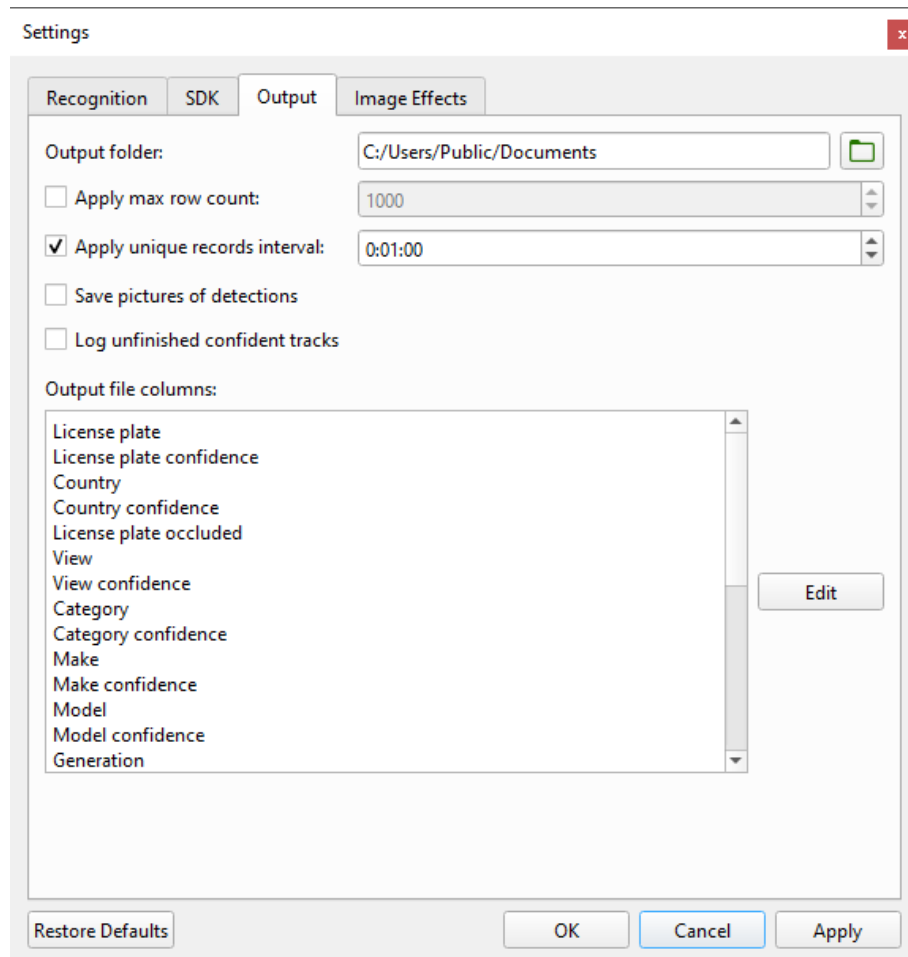 Settings
x
Recognition SDK Output Image Effects
Output folder: C:/Users/Public/Documents
Apply max row count: 1000
Apply unique records interval: 0:01:00
Save pictures of detections
Log unfinished confident tracks
Output file columns:
License plate
License plate confidence
Country
Country confidence
License plate occluded
View
View confidence
Category
Category confidence
Make
Make confidence
Model
Model confidence
Generation
Edit
Restore Defaults OK Cancel Apply